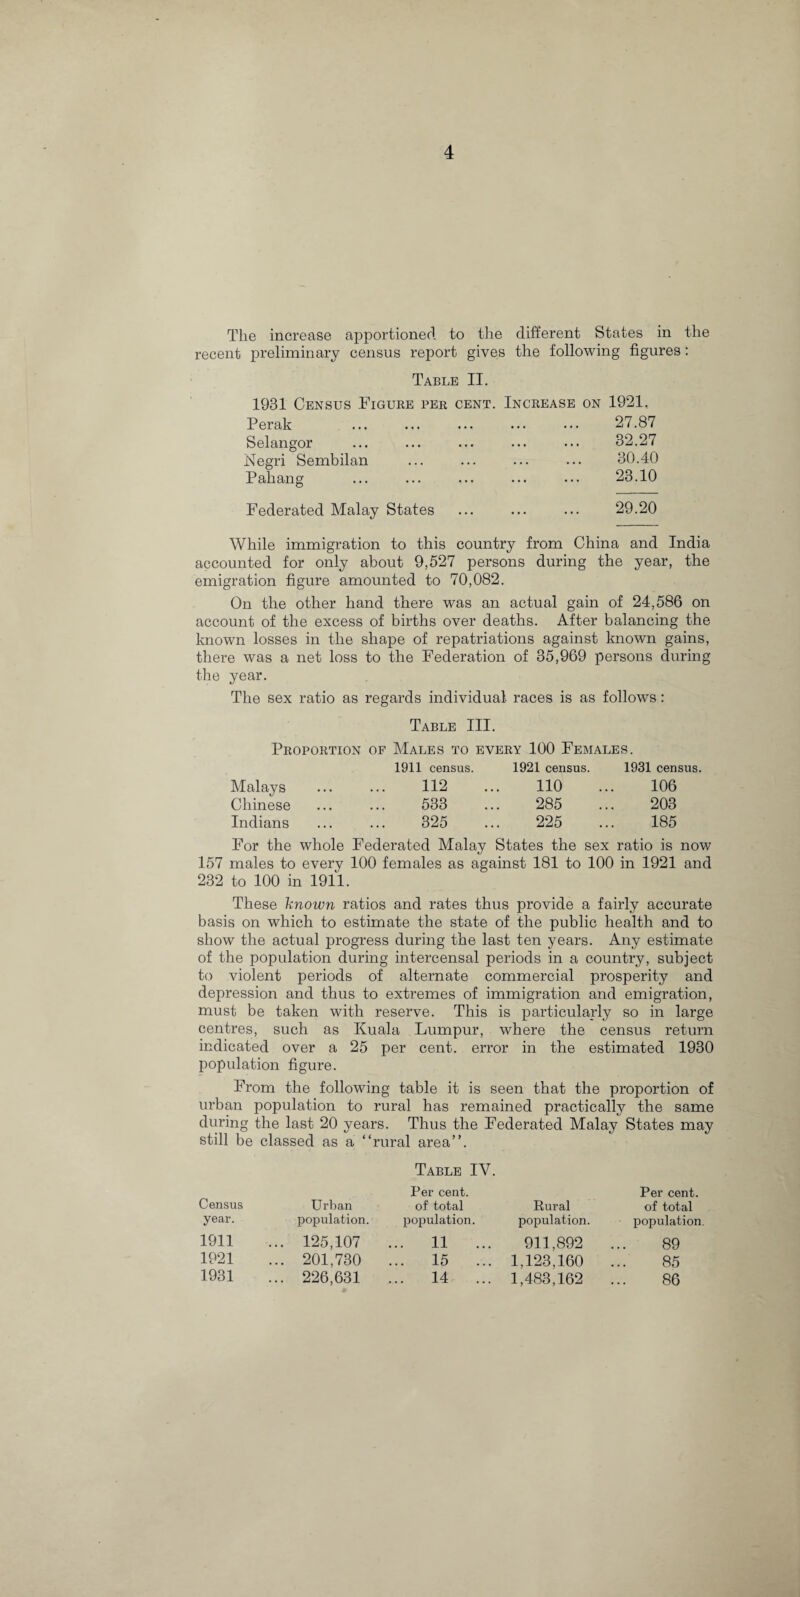 4
The increase apportioned to the different States in the
recent preliminary census report gives the following figures:
Table II.
1931 Census Figure per cent. Increase on 1921.
Perak ... ... ... ... ... 27.87
Selangor ... ... ... ... ... 32.27
Negri Sembilan ... ... ... ... 30.40
Pahang ... ... ... ... ... 23.10
Federated Malay States ... ... ... 29.20
While immigration to this country from China and India
accounted for only about 9,527 persons during the year, the
emigration figure amounted to 70,082.
On the other hand there was an actual gain of 24,586 on
account of the excess of births over deaths. After balancing the
known losses in the shape of repatriations against known gains,
there was a net loss to the Federation of 35,969 persons during
the year.
The sex ratio as regards individual races is as follows:
Table III.
Proportion of Males to every 100 Females.
1911 census. 1921 census. 1931 census.
Malays ... ... 112 ... 110 ... 106
Chinese ... ... 533 ... 285 ... 203
Indians ... ... 325 ... 225 ... 185
For the whole Federated Malay States the sex ratio is now
157 males to every 100 females as against 181 to 100 in 1921 and
232 to 100 in 1911.
These known ratios and rates thus provide a fairly accurate
basis on which to estimate the state of the public health and to
show the actual progress during the last ten years. Any estimate
of the population during intercensal periods in a country, subject
to violent periods of alternate commercial prosperity and
depression and thus to extremes of immigration and emigration,
must be taken with reserve. This is particularly so in large
centres, such as Kuala Lumpur, where the census return
indicated over a 25 per cent. error in the estimated 1930
population figure.
From the following table it is seen that the proportion of
urban population to rural has remained practically the same
during the last 20 years. Thus the Federated Malay States may
still be classed as a "rural area".
Table IV.
Per cent. Per cent.
Census Urban of total Rural of total
year. population. population. population. population.
1911 ... 125,107 ... 11 ... 911,892 ... 89
1921 ... 201,730 ... 15 ... 1,123,160 ... 85
1931 ... 226,631 ... 14 ... 1,483,162 ... 86